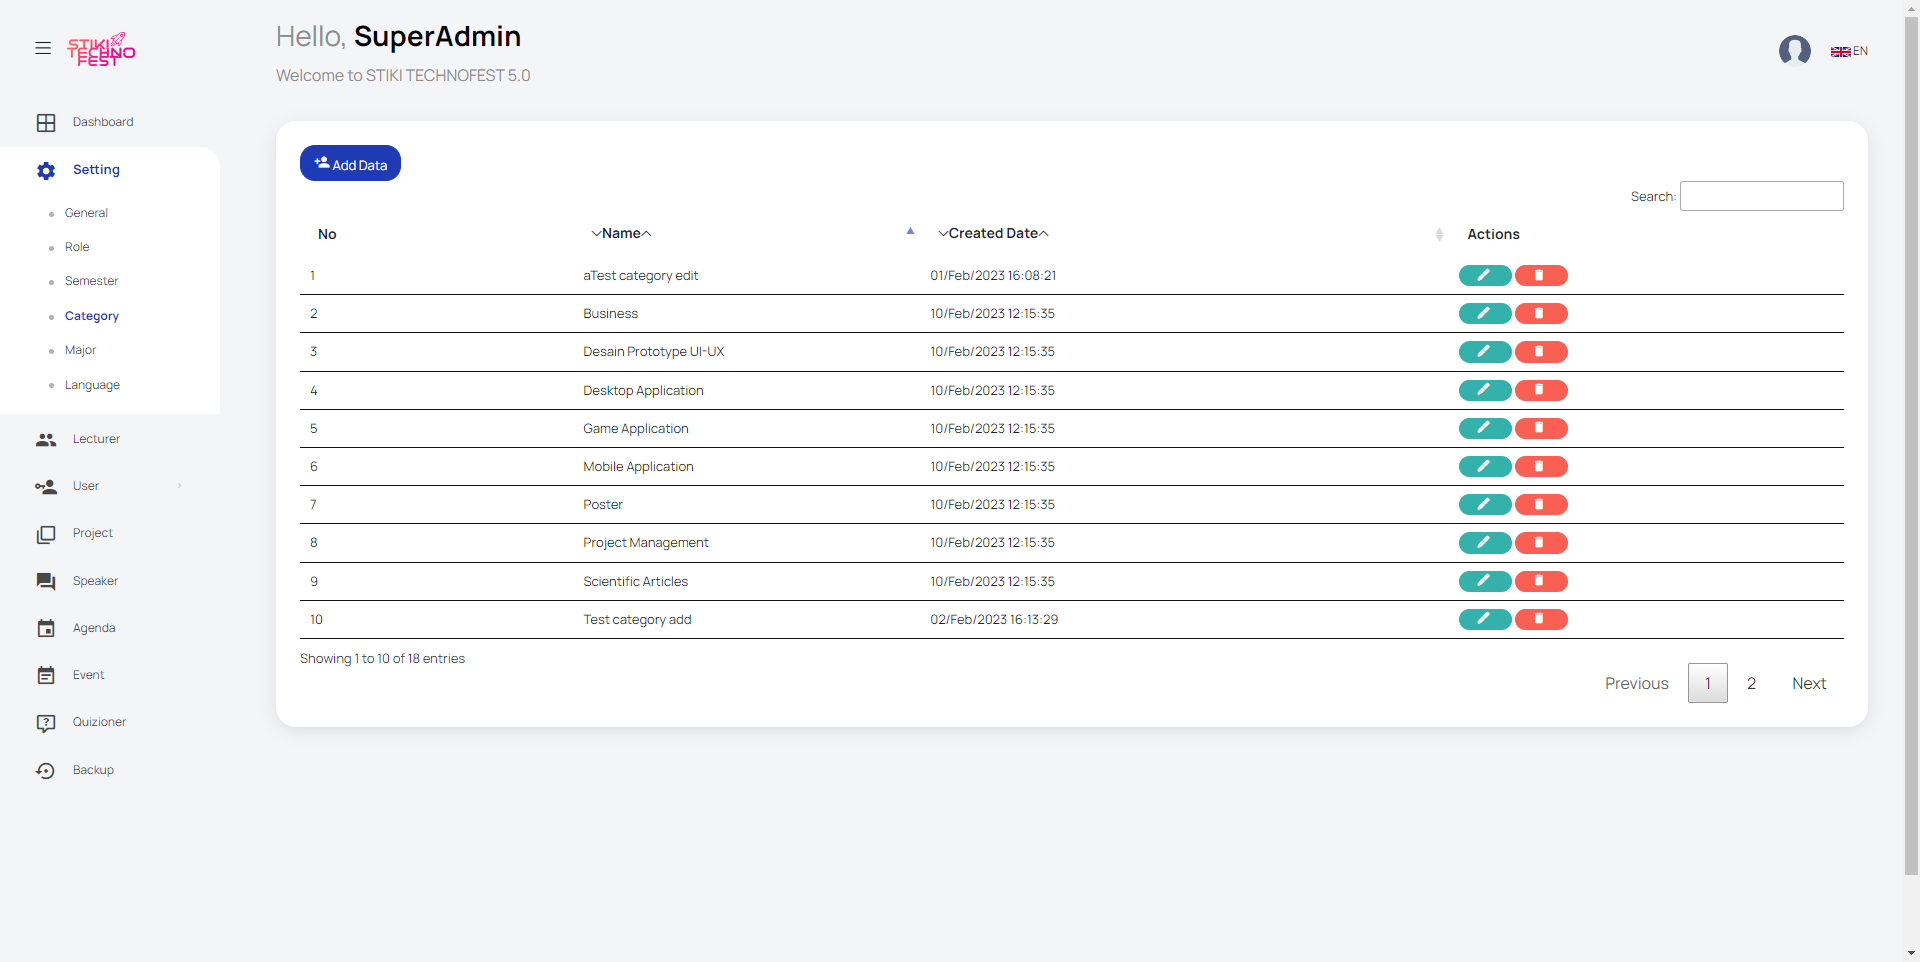 STIKI
TECHNO
FEST
Hello, SuperAdmin
Welcome to STIKI TECHNOFEST 5.0
EN
Dashboard
Setting
General
Role
Semester
Category
Major
Language
Lecturer
User
Project
Speaker
Agenda
Event
Quizioner
Backup
Add Data
Search:
No Name Created Date Actions
1 aTest category edit 01/Feb/2023 16:08:21
2 Business 10/Feb/2023 12:15:35
3 Desain Prototype UI-UX 10/Feb/2023 12:15:35
4 Desktop Application 10/Feb/2023 12:15:35
5 Game Application 10/Feb/2023 12:15:35
6 Mobile Application 10/Feb/2023 12:15:35
7 Poster 10/Feb/2023 12:15:35
8 Project Management 10/Feb/2023 12:15:35
9 Scientific Articles 10/Feb/2023 12:15:35
10 Test category add 02/Feb/2023 16:13:29
Showing 1 to 10 of 18 entries
Previous 1 2 Next